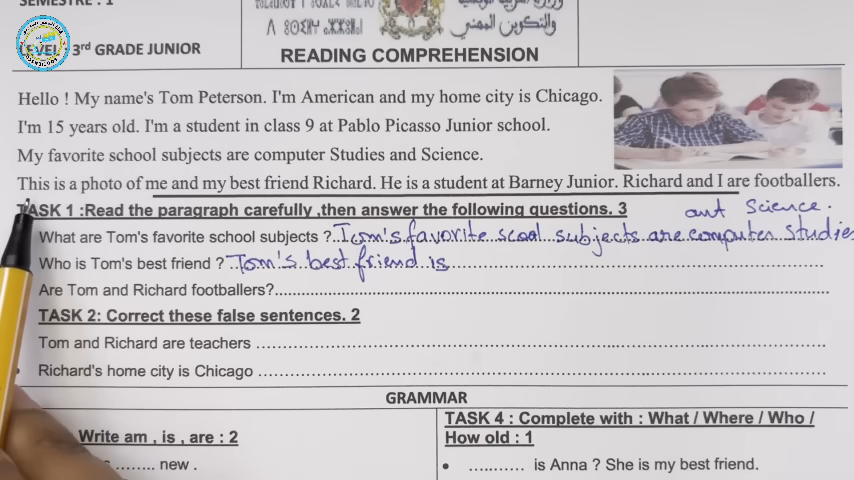 SEMESTRE : 1
LEVEL : 3rd GRADE JUNIOR
والتكوين المهني
READING COMPREHENSION
Hello ! My name's Tom Peterson. I'm American and my home city is Chicago.
I'm 15 years old. I'm a student in class 9 at Pablo Picasso Junior school.
My favorite school subjects are computer Studies and Science.
This is a photo of me and my best friend Richard. He is a student at Barney Junior. Richard and I are footballers.
TASK 1 :Read the paragraph carefully ,then answer the following questions. 3
ant Science.
What are Tom's favorite school subjects ? Tom's favorite scool subjects are computer Studies
Who is Tom's best friend ? Tom's best friend is
Are Tom and Richard footballers?
TASK 2: Correct these false sentences. 2
Tom and Richard are teachers
Richard's home city is Chicago
GRAMMAR
Write am , is , are : 2
TASK 4 : Complete with : What / Where / Who /
How old : 1
........ new .
......... is Anna ? She is my best friend.